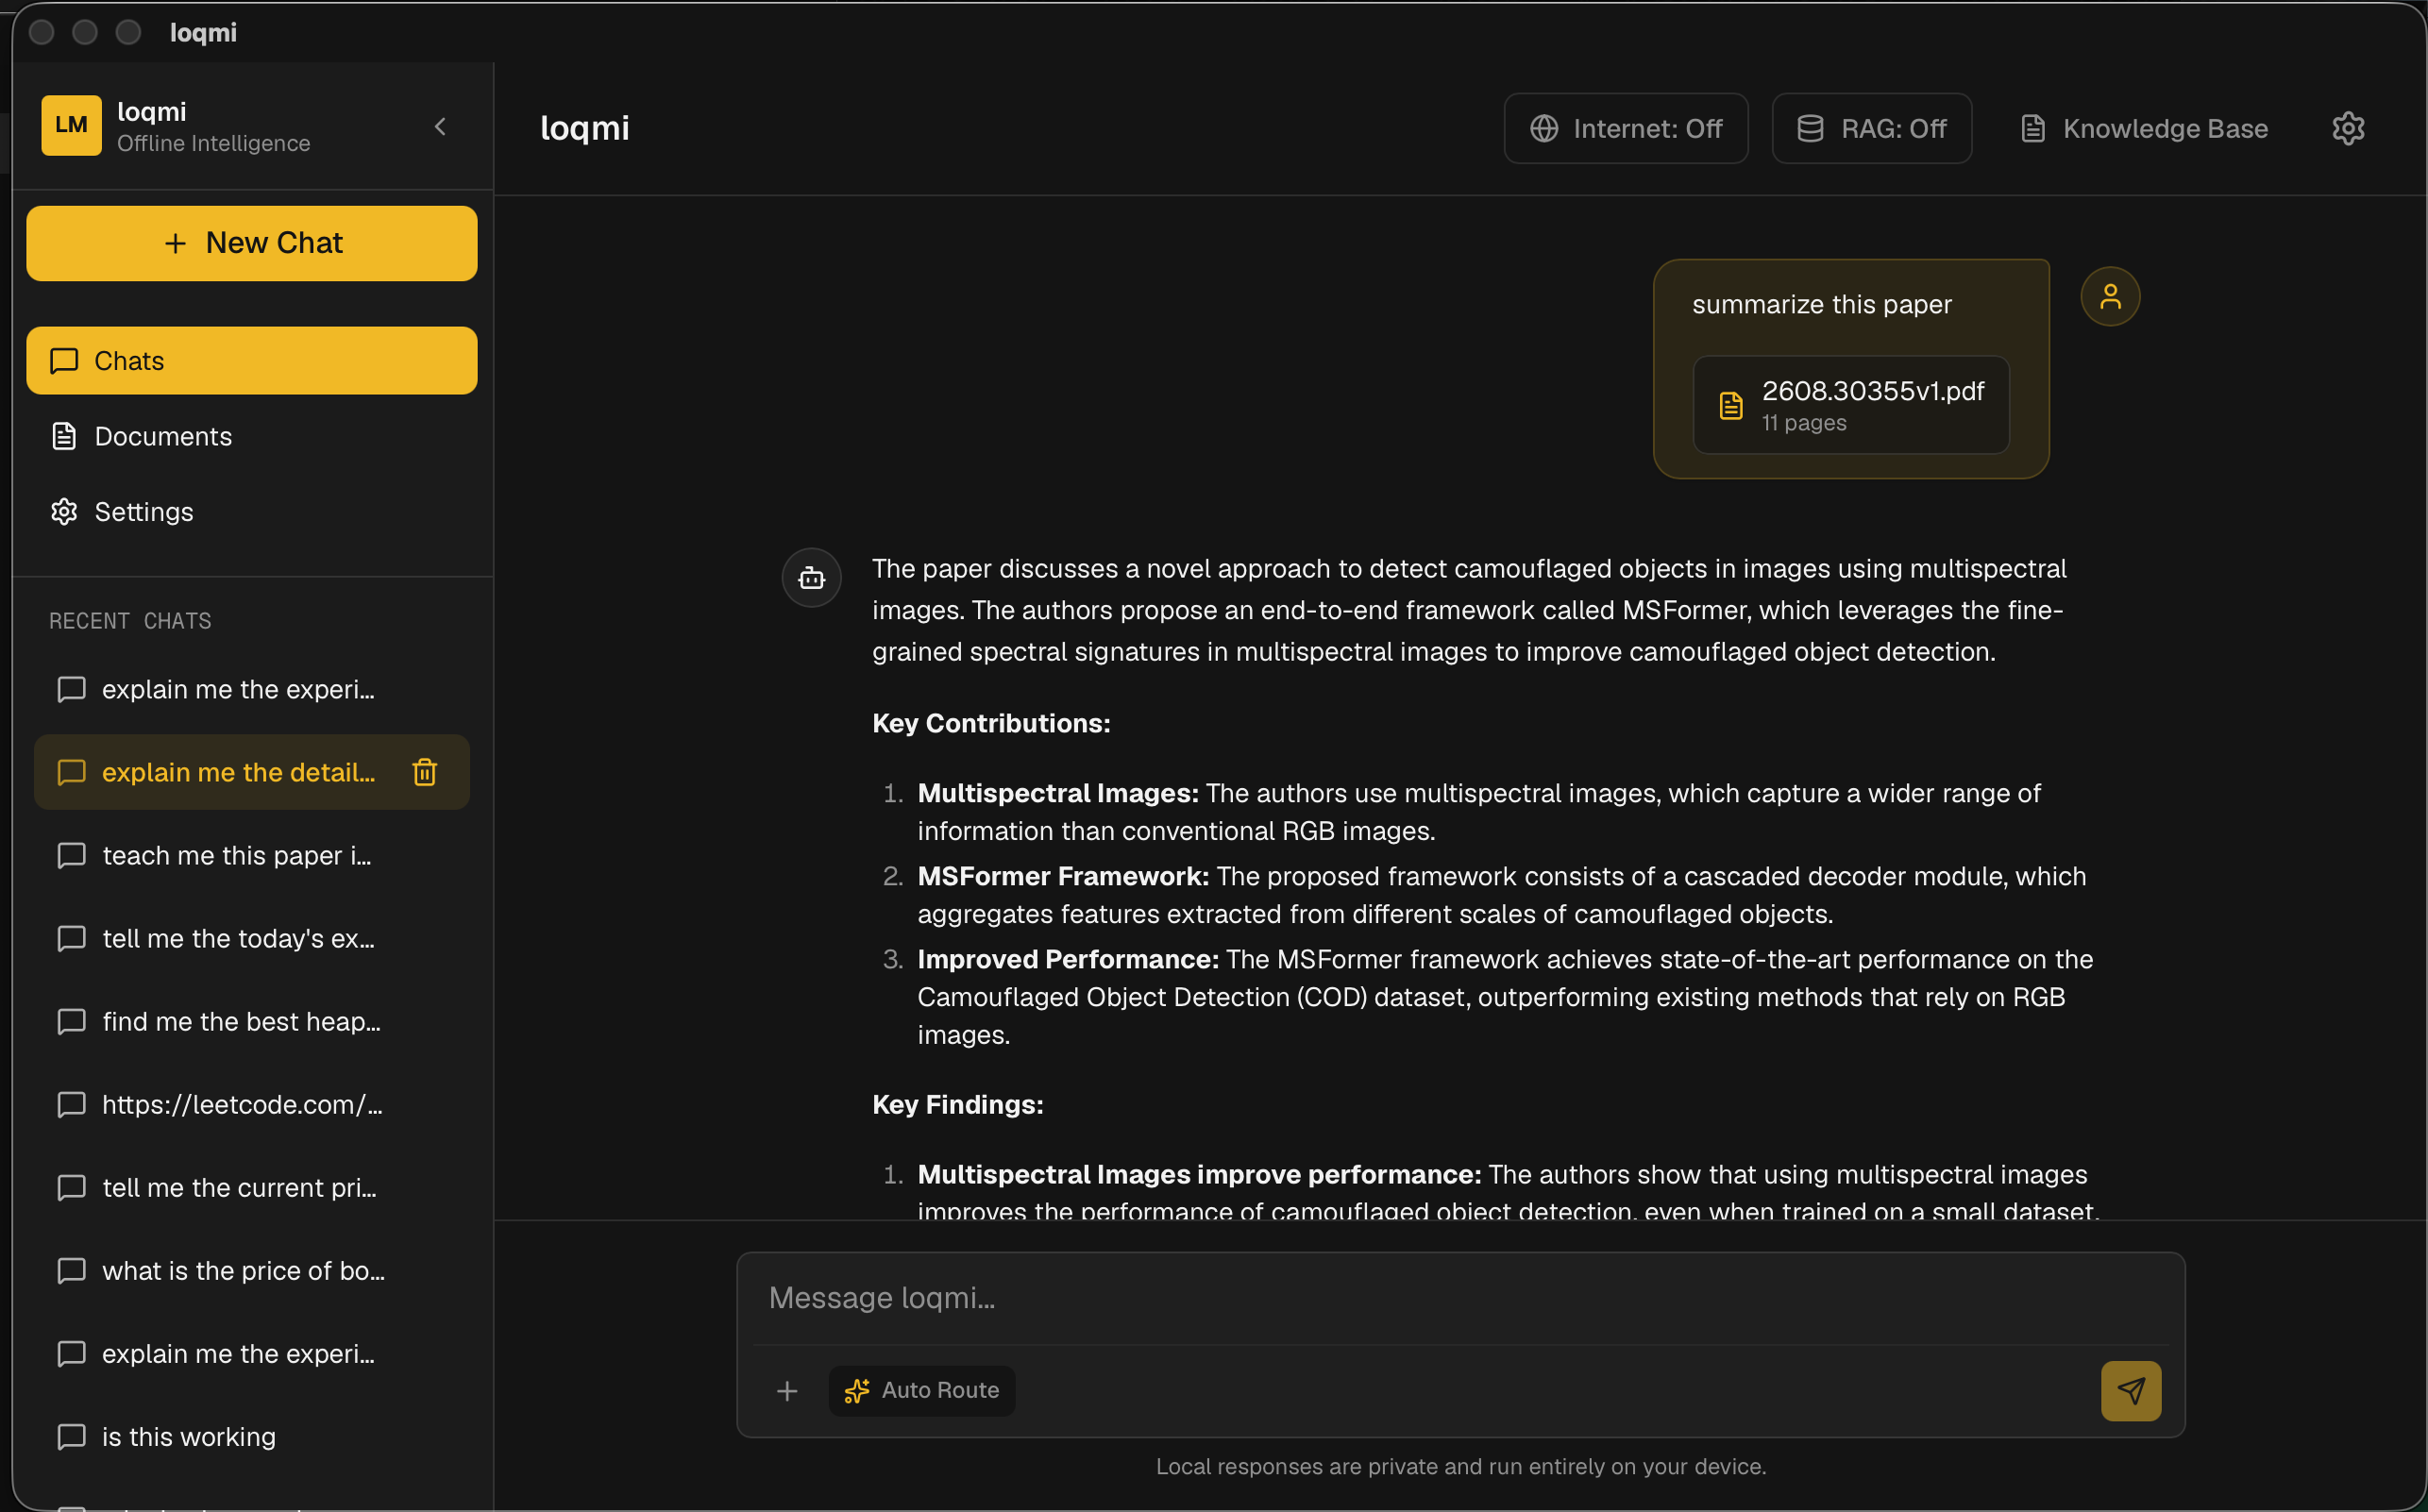 loqmi
LM
loqmi
Offline Intelligence
New Chat
Chats
Documents
Settings
RECENT CHATS
explain me the experi...
explain me the detail...
teach me this paper i...
tell me the today's ex...
find me the best heap...
https://leetcode.com/...
tell me the current pri...
what is the price of bo...
explain me the experi...
is this working
loqmi
Internet: Off
RAG: Off
Knowledge Base
summarize this paper
2608.30355v1.pdf
11 pages
The paper discusses a novel approach to detect camouflaged objects in images using multispectral
images. The authors propose an end-to-end framework called MSFormer, which leverages the fine-
grained spectral signatures in multispectral images to improve camouflaged object detection.
Key Contributions:
1. Multispectral Images: The authors use multispectral images, which capture a wider range of
information than conventional RGB images.
2. MSFormer Framework: The proposed framework consists of a cascaded decoder module, which
aggregates features extracted from different scales of camouflaged objects.
3. Improved Performance: The MSFormer framework achieves state-of-the-art performance on the
Camouflaged Object Detection (COD) dataset, outperforming existing methods that rely on RGB
images.
Key Findings:
1. Multispectral Images improve performance: The authors show that using multispectral images
improves the performance of camouflaged object detection, even when trained on a small dataset.
Message loqmi...
Auto Route
Local responses are private and run entirely on your device.